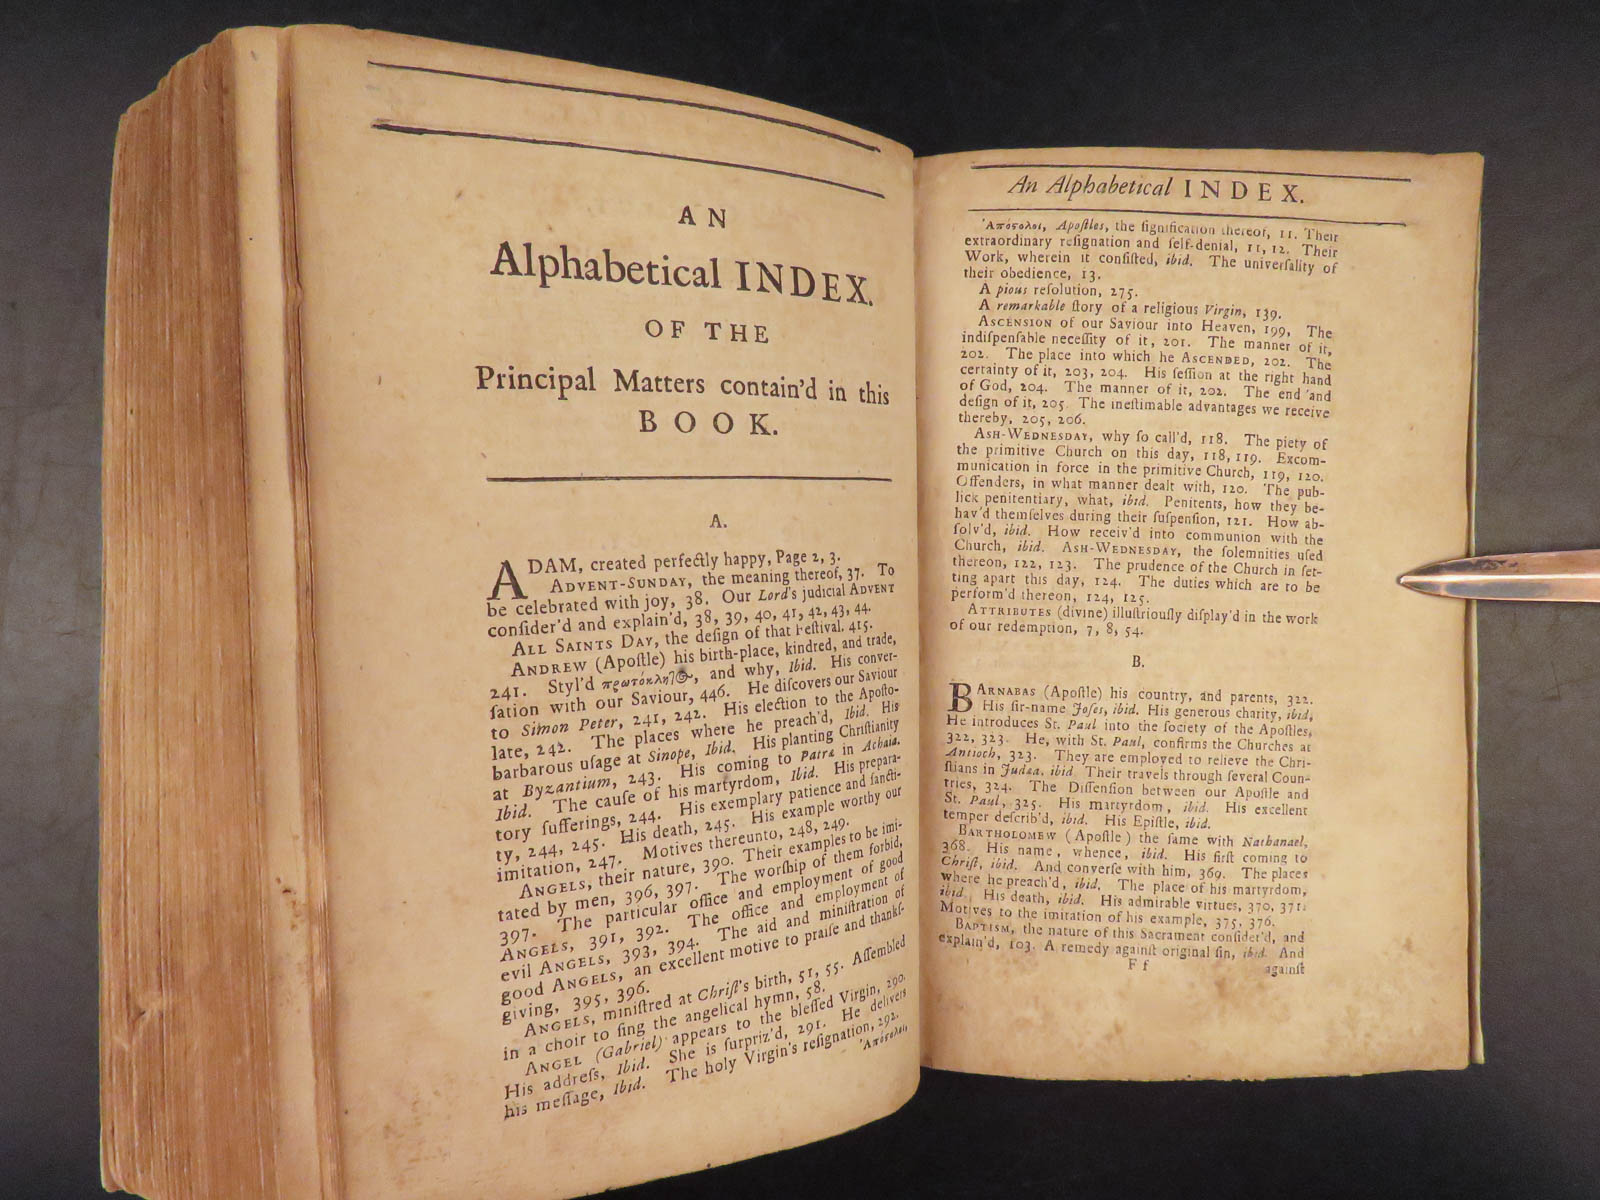 AN
Alphabetical INDEX.
OF THE
Principal Matters contain'd in this
BOOK.
A.
ADAM, created perfectly happy, Page 2, 3.
ADVENT-SUNDAY, the meaning thereof, 37. To
be celebrated with joy, 38. Our Lord's judicial ADVENT
conſider'd and explain'd, 38, 39, 40, 41, 42, 43, 44.
ALL SAINTS DAY, the deſign of that Feſtival. 415.
ANDREW (Apoſtle) his birth-place, kindred, and trade,
241. Styl'd and why, Ibid. His conver-
ſation with our Saviour, 446. He diſcovers our Saviour
to Simon Peter, 241, 242. His election to the Apoſto-
late, 242. The places where he preach'd, Ibid. His
barbarous uſage at Sinope, Ibid. His planting Chriſtianity
at Byzantium, 243. His coming to Patræ in Achaia.
Ibid. The cauſe of his martyrdom, Ibid. His prepara-
tory ſufferings, 244. His exemplary patience and ſancti-
ty, 244, 245. His death, 245. His example worthy our
imitation, 247. Motives thereunto, 248, 249.
ANGELS, their nature, 390. Their examples to be imi-
tated by men, 396, 397. The worſhip of them forbid,
397. The particular office and employment of good
ANGELS, 391, 392. The office and employment of
evil ANGELS, 393, 394. The aid and miniſtration of
good ANGELS, an excellent motive to praiſe and thankſ-
giving, 395, 396.
ANGELS, miniſtred at Chriſt's birth, 51, 55. Aſſembled
in a choir to ſing the angelical hymn, 58.
ANGEL (Gabriel) appears to the bleſſed Virgin, 290.
His addreſs, Ibid. She is ſurpriz'd, 291. He delivers
his meſſage, Ibid. The holy Virgin's reſignation, 292.
Ἀπόϛολοι,
An Alphabetical INDEX.
Ἀπόϛολοι, Apoſtles, the ſignification thereof, 11. Their
extraordinary reſignation and ſelf-denial, 11, 12. Their
Work, wherein it conſiſted, ibid. The univerſality of
their obedience, 13.
A pious reſolution, 275.
A remarkable ſtory of a religious Virgin, 139.
ASCENSION of our Saviour into Heaven, 199, The
indiſpenſable neceſſity of it, 201. The manner of it,
202. The place into which he ASCENDED, 202. The
certainty of it, 203, 204. His ſeſſion at the right hand
of God, 204. The manner of it, 202. The end and
deſign of it, 205. The ineſtimable advantages we receive
thereby, 205, 206.
ASH-WEDNESDAY, why ſo call'd, 118. The piety of
the primitive Church on this day, 118, 119. Excom-
munication in force in the primitive Church, 119, 120.
Offenders, in what manner dealt with, 120. The pub-
lick penitentiary, what, ibid. Penitents, how they be-
hav'd themſelves during their ſuſpenſion, 121. How ab-
ſolv'd, ibid. How receiv'd into communion with the
Church, ibid. ASH-WEDNESDAY, the ſolemnities uſed
thereon, 122, 123. The prudence of the Church in ſet-
ting apart this day, 124. The duties which are to be
perform'd thereon, 124, 125.
ATTRIBUTES (divine) illuſtriouſly diſplay'd in the work
of our redemption, 7, 8, 54.
B.
BARNABAS (Apoſtle) his country, and parents, 322.
His ſir-name Joſes, ibid. His generous charity, ibid,
He introduces St. Paul into the ſociety of the Apoſtles,
322, 323. He, with St. Paul, confirms the Churches at
Antioch, 323. They are employed to relieve the Chri-
ſtians in Judæa, ibid Their travels through ſeveral Coun-
tries, 324. The Diſſenſion between our Apoſtle and
St. Paul, 325. His martyrdom, ibid. His excellent
temper deſcrib'd, ibid. His Epiſtle, ibid.
BARTHOLOMEW (Apoſtle) the ſame with Nathanael,
368. His name, whence, ibid. His firſt coming to
Chriſt, ibid. And converſe with him, 369. The places
where he preach'd, ibid. The place of his martyrdom,
ibid. His death, ibid. His admirable virtues, 370, 371.
Motives to the imitation of his example, 375, 376.
BAPTISM, the nature of this Sacrament conſider'd, and
explain'd, 103. A remedy againſt original ſin, ibid. And
F f againſt